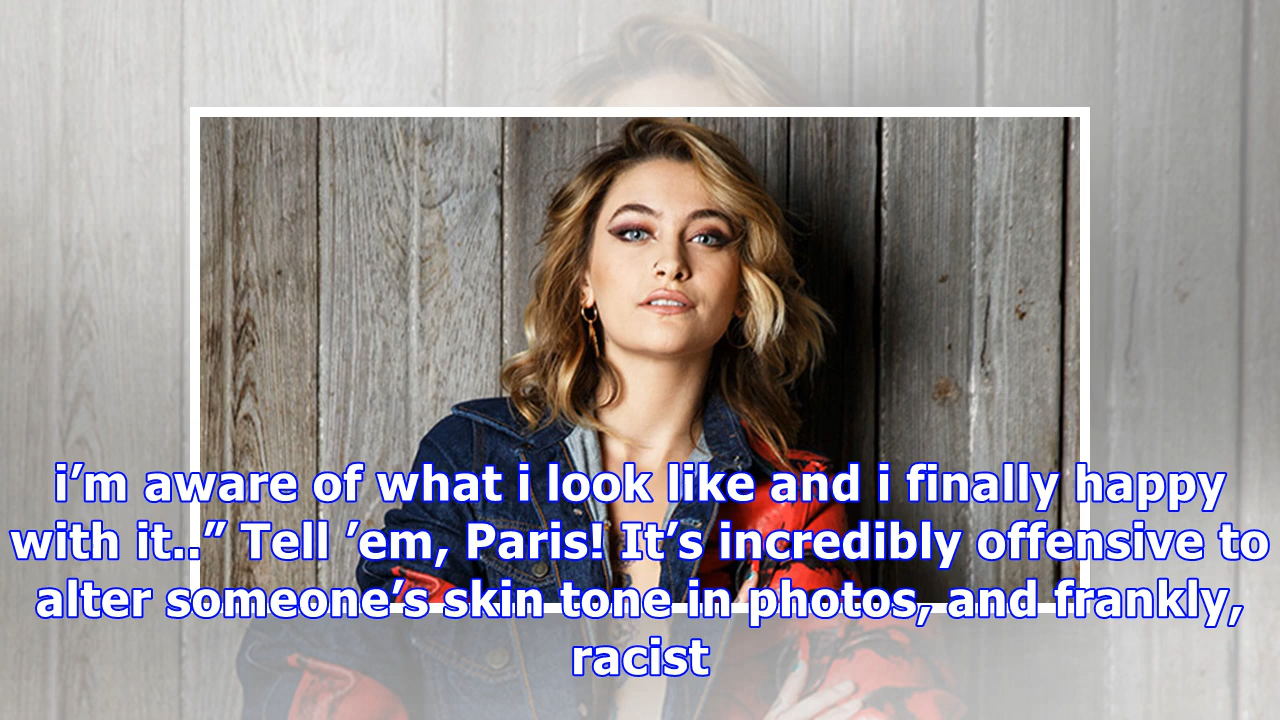 i’m aware of what i look like and i finally happy
with it..” Tell ’em, Paris! It’s incredibly offensive to
alter someone’s skin tone in photos, and frankly,
racist